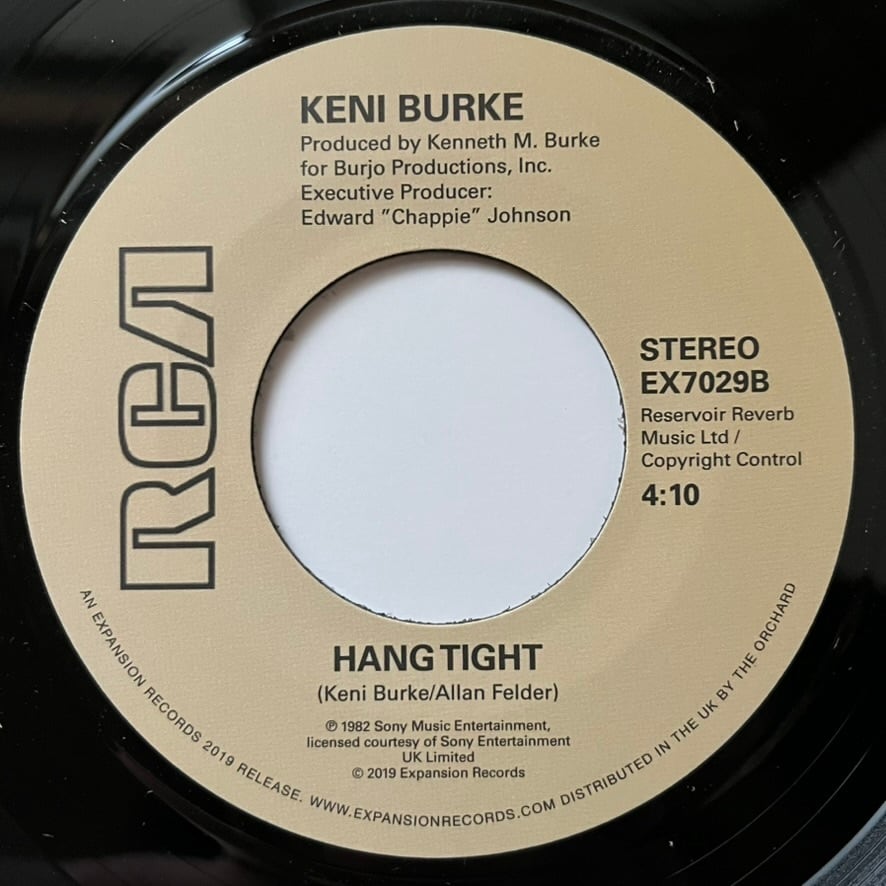 KENI BURKE
Produced by Kenneth M. Burke
for Burjo Productions, Inc.
Executive Producer:
Edward "Chappie" Johnson
RCA
STEREO
EX7029B
Reservoir Reverb
Music Ltd /
Copyright Control
4:10
HANG TIGHT
(Keni Burke/Allan Felder)
℗ 1982 Sony Music Entertainment,
licensed courtesy of Sony Entertainment
UK Limited
© 2019 Expansion Records
AN EXPANSION RECORDS 2019 RELEASE. WWW.EXPANSIONRECORDS.COM DISTRIBUTED IN THE UK BY THE ORCHARD